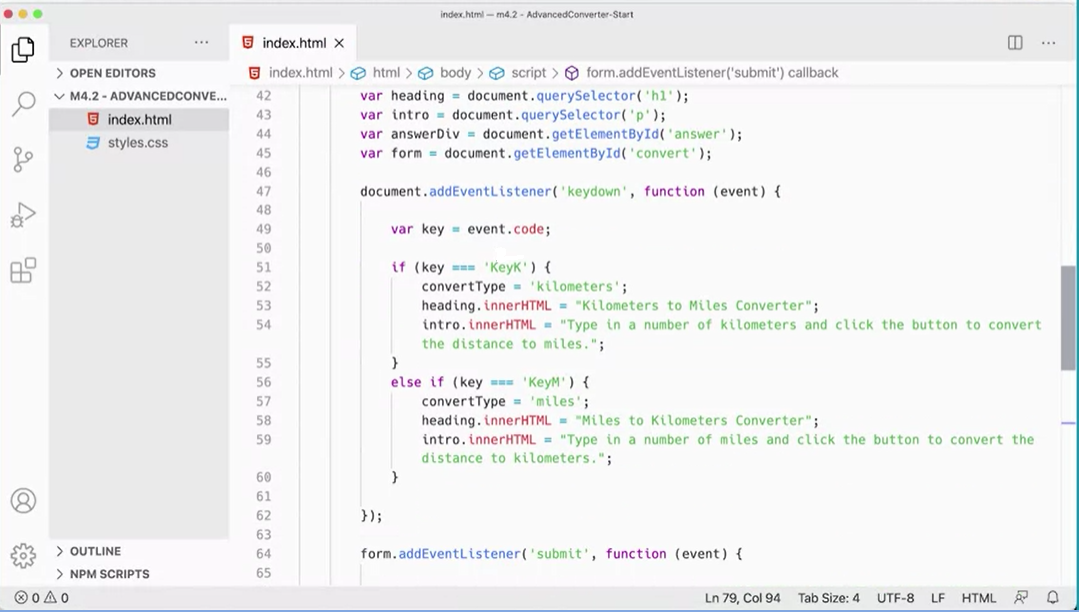 index.html — m4.2 - AdvancedConverter-Start
EXPLORER ···
index.html ×
···
OPEN EDITORS
index.html > html > body > script > form.addEventListener('submit') callback
M4.2 - ADVANCEDCONVE...
index.html
styles.css
42 var heading = document.querySelector('h1');
43 var intro = document.querySelector('p');
44 var answerDiv = document.getElementById('answer');
45 var form = document.getElementById('convert');
46
47 document.addEventListener('keydown', function (event) {
48
49 var key = event.code;
50
51 if (key === 'KeyK') {
52 convertType = 'kilometers';
53 heading.innerHTML = "Kilometers to Miles Converter";
54 intro.innerHTML = "Type in a number of kilometers and click the button to convert
the distance to miles.";
55 }
56 else if (key === 'KeyM') {
57 convertType = 'miles';
58 heading.innerHTML = "Miles to Kilometers Converter";
59 intro.innerHTML = "Type in a number of miles and click the button to convert the
distance to kilometers.";
60 }
61
62 });
63
64 form.addEventListener('submit', function (event) {
65
OUTLINE
NPM SCRIPTS
0 0
Ln 79, Col 94 Tab Size: 4 UTF-8 LF HTML